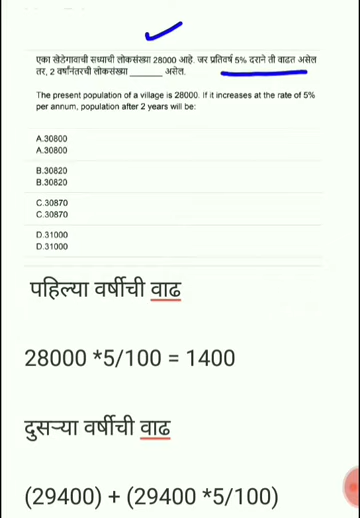 एका खेडेगावाची सध्याची लोकसंख्या 28000 आहे. जर प्रतिवर्ष 5% दराने ती वाढत असेल
तर, 2 वर्षांनंतरची लोकसंख्या ______ असेल.
The present population of a village is 28000. If it increases at the rate of 5%
per annum, population after 2 years will be:
A.30800
A.30800
B.30820
B.30820
C.30870
C.30870
D.31000
D.31000
पहिल्या वर्षीची वाढ
28000 *5/100 = 1400
दुसऱ्या वर्षीची वाढ
(29400) + (29400 *5/100)